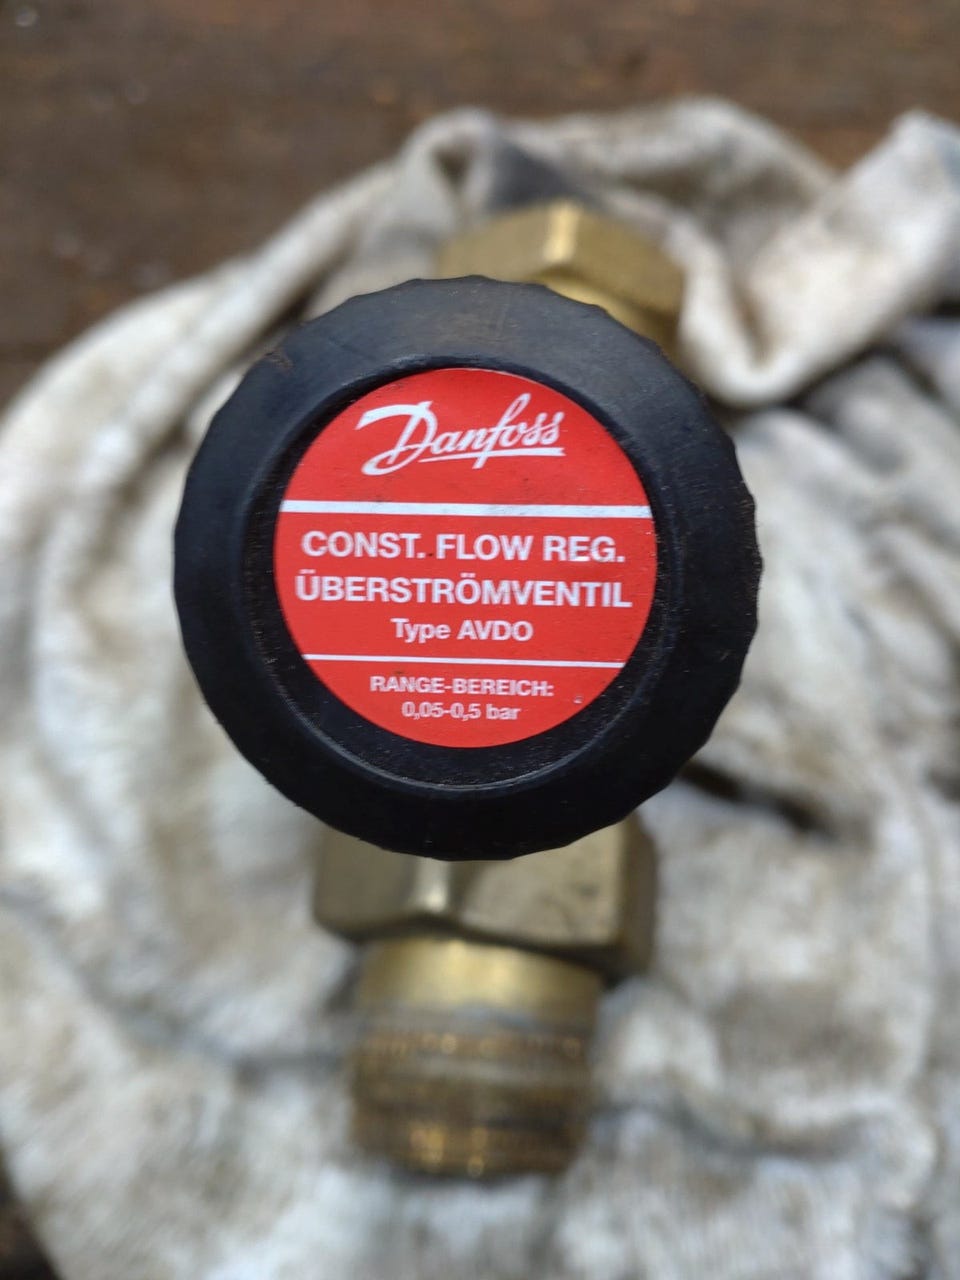 Danfoss
CONST. FLOW REG.
ÜBERSTRÖMVENTIL
Type AVDO
RANGE-BEREICH:
0,05-0,5 bar